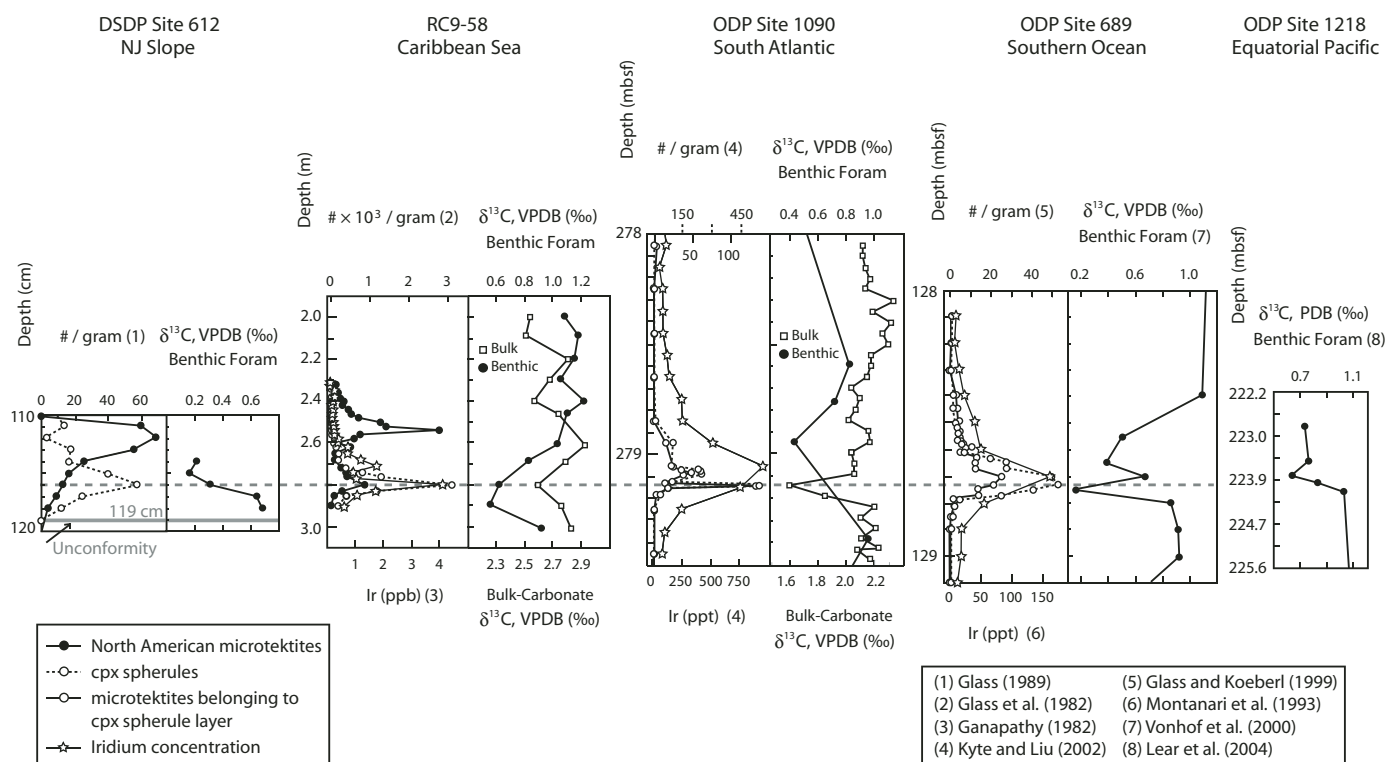 DSDP Site 612
NJ Slope
RC9-58
Caribbean Sea
ODP Site 1090
South Atlantic
ODP Site 689
Southern Ocean
ODP Site 1218
Equatorial Pacific
Depth (cm)
# / gram (1)
δ13C, VPDB (‰)
Benthic Foram
0 20 40 60
0.2 0.6
110
120
119 cm
Unconformity
Depth (m)
# × 10³ / gram (2)
δ13C, VPDB (‰)
Benthic Foram
0 1 2 3
0.6 0.8 1.0 1.2
2.0
2.2
2.4
2.6
2.8
3.0
Bulk
Benthic
0 1 2 3 4
2.3 2.5 2.7 2.9
Ir (ppb) (3)
Bulk-Carbonate
δ13C, VPDB (‰)
Depth (mbsf)
# / gram (4)
δ13C, VPDB (‰)
Benthic Foram
150 450
50 100
0.4 0.6 0.8 1.0
278
279
Bulk
Benthic
0 250 500 750
1.6 1.8 2.0 2.2
Ir (ppt) (4)
Bulk-Carbonate
δ13C, VPDB (‰)
Depth (mbsf)
# / gram (5)
δ13C, VPDB (‰)
Benthic Foram (7)
0 20 40 60
0.2 0.6 1.0
128
129
0 50 100 150
Ir (ppt) (6)
Depth (mbsf)
δ13C, PDB (‰)
Benthic Foram (8)
0.7 1.1
222.2
223.0
223.9
224.7
225.6
North American microtektites
cpx spherules
microtektites belonging to
cpx spherule layer
Iridium concentration
(1) Glass (1989)
(2) Glass et al. (1982)
(3) Ganapathy (1982)
(4) Kyte and Liu (2002)
(5) Glass and Koeberl (1999)
(6) Montanari et al. (1993)
(7) Vonhof et al. (2000)
(8) Lear et al. (2004)